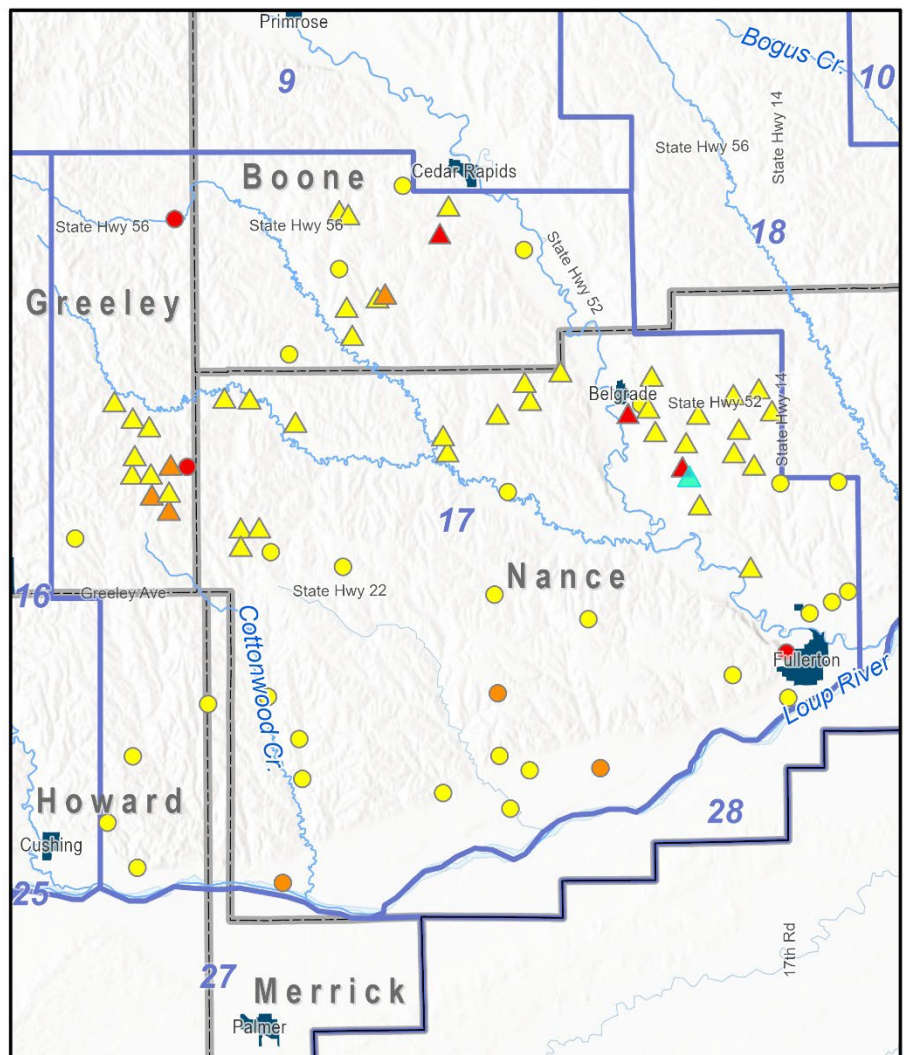 Primrose
Bogus Cr.
9
10
State Hwy 14
State Hwy 56
Cedar Rapids
Boone
State Hwy 56
State Hwy 56
18
State Hwy 52
Greeley
Belgrade
State Hwy 52
State Hwy 14
17
Nance
16
Greeley Ave
State Hwy 22
Cottonwood Cr.
Fullerton
Loup River
Howard
28
Cushing
25
17th Rd
27
Merrick
Palmer